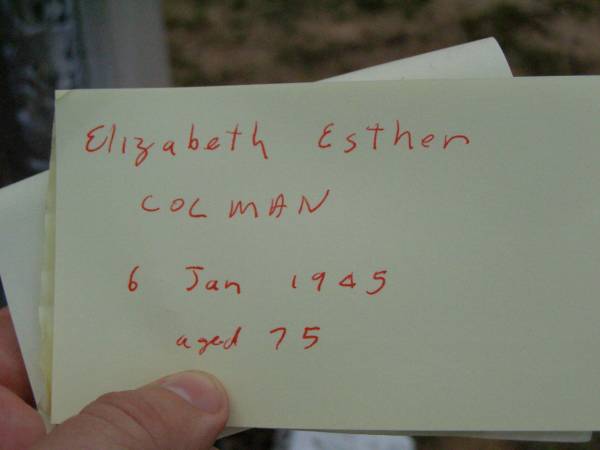 Elizabeth Esther
COLMAN
6 Jan 1945
aged 75